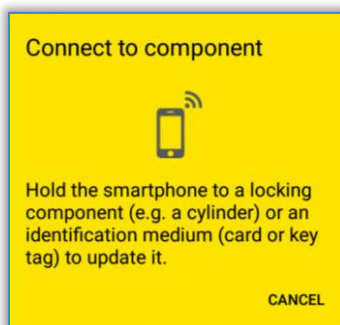 Connect to component
Hold the smartphone to a locking
component (e.g. a cylinder) or an
identification medium (card or key
tag) to update it.
CANCEL